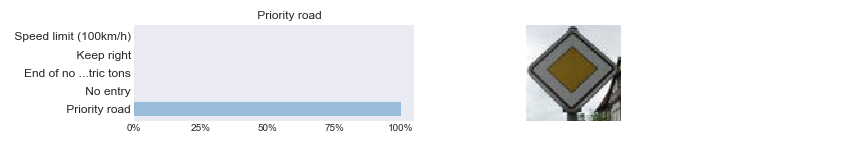 Priority road
Speed limit (100km/h)
Keep right
End of no ...tric tons
No entry
Priority road
0% 25% 50% 75% 100%